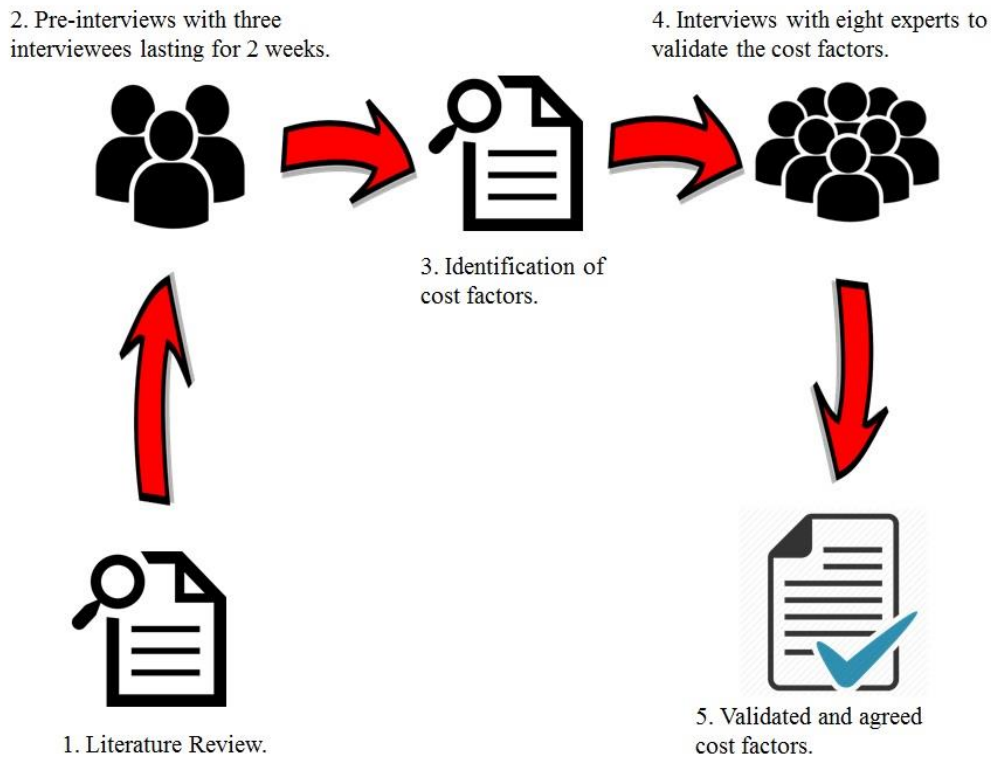 2. Pre-interviews with three
interviewees lasting for 2 weeks.
4. Interviews with eight experts to
validate the cost factors.
3. Identification of
cost factors.
1. Literature Review.
5. Validated and agreed
cost factors.